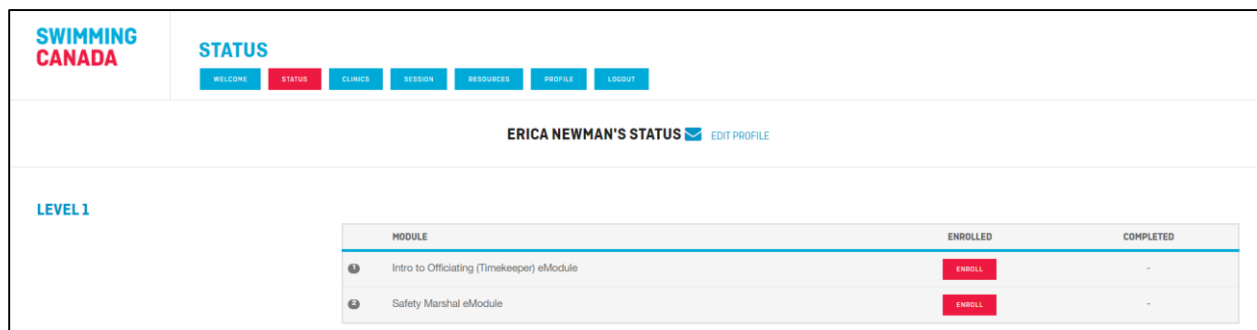 SWIMMING
CANADA
STATUS
WELCOME STATUS CLINICS SESSION RESOURCES PROFILE LOGOUT
ERICA NEWMAN'S STATUS EDIT PROFILE
LEVEL 1
MODULE ENROLLED COMPLETED
1 Intro to Officiating (Timekeeper) eModule ENROLL -
2 Safety Marshal eModule ENROLL -